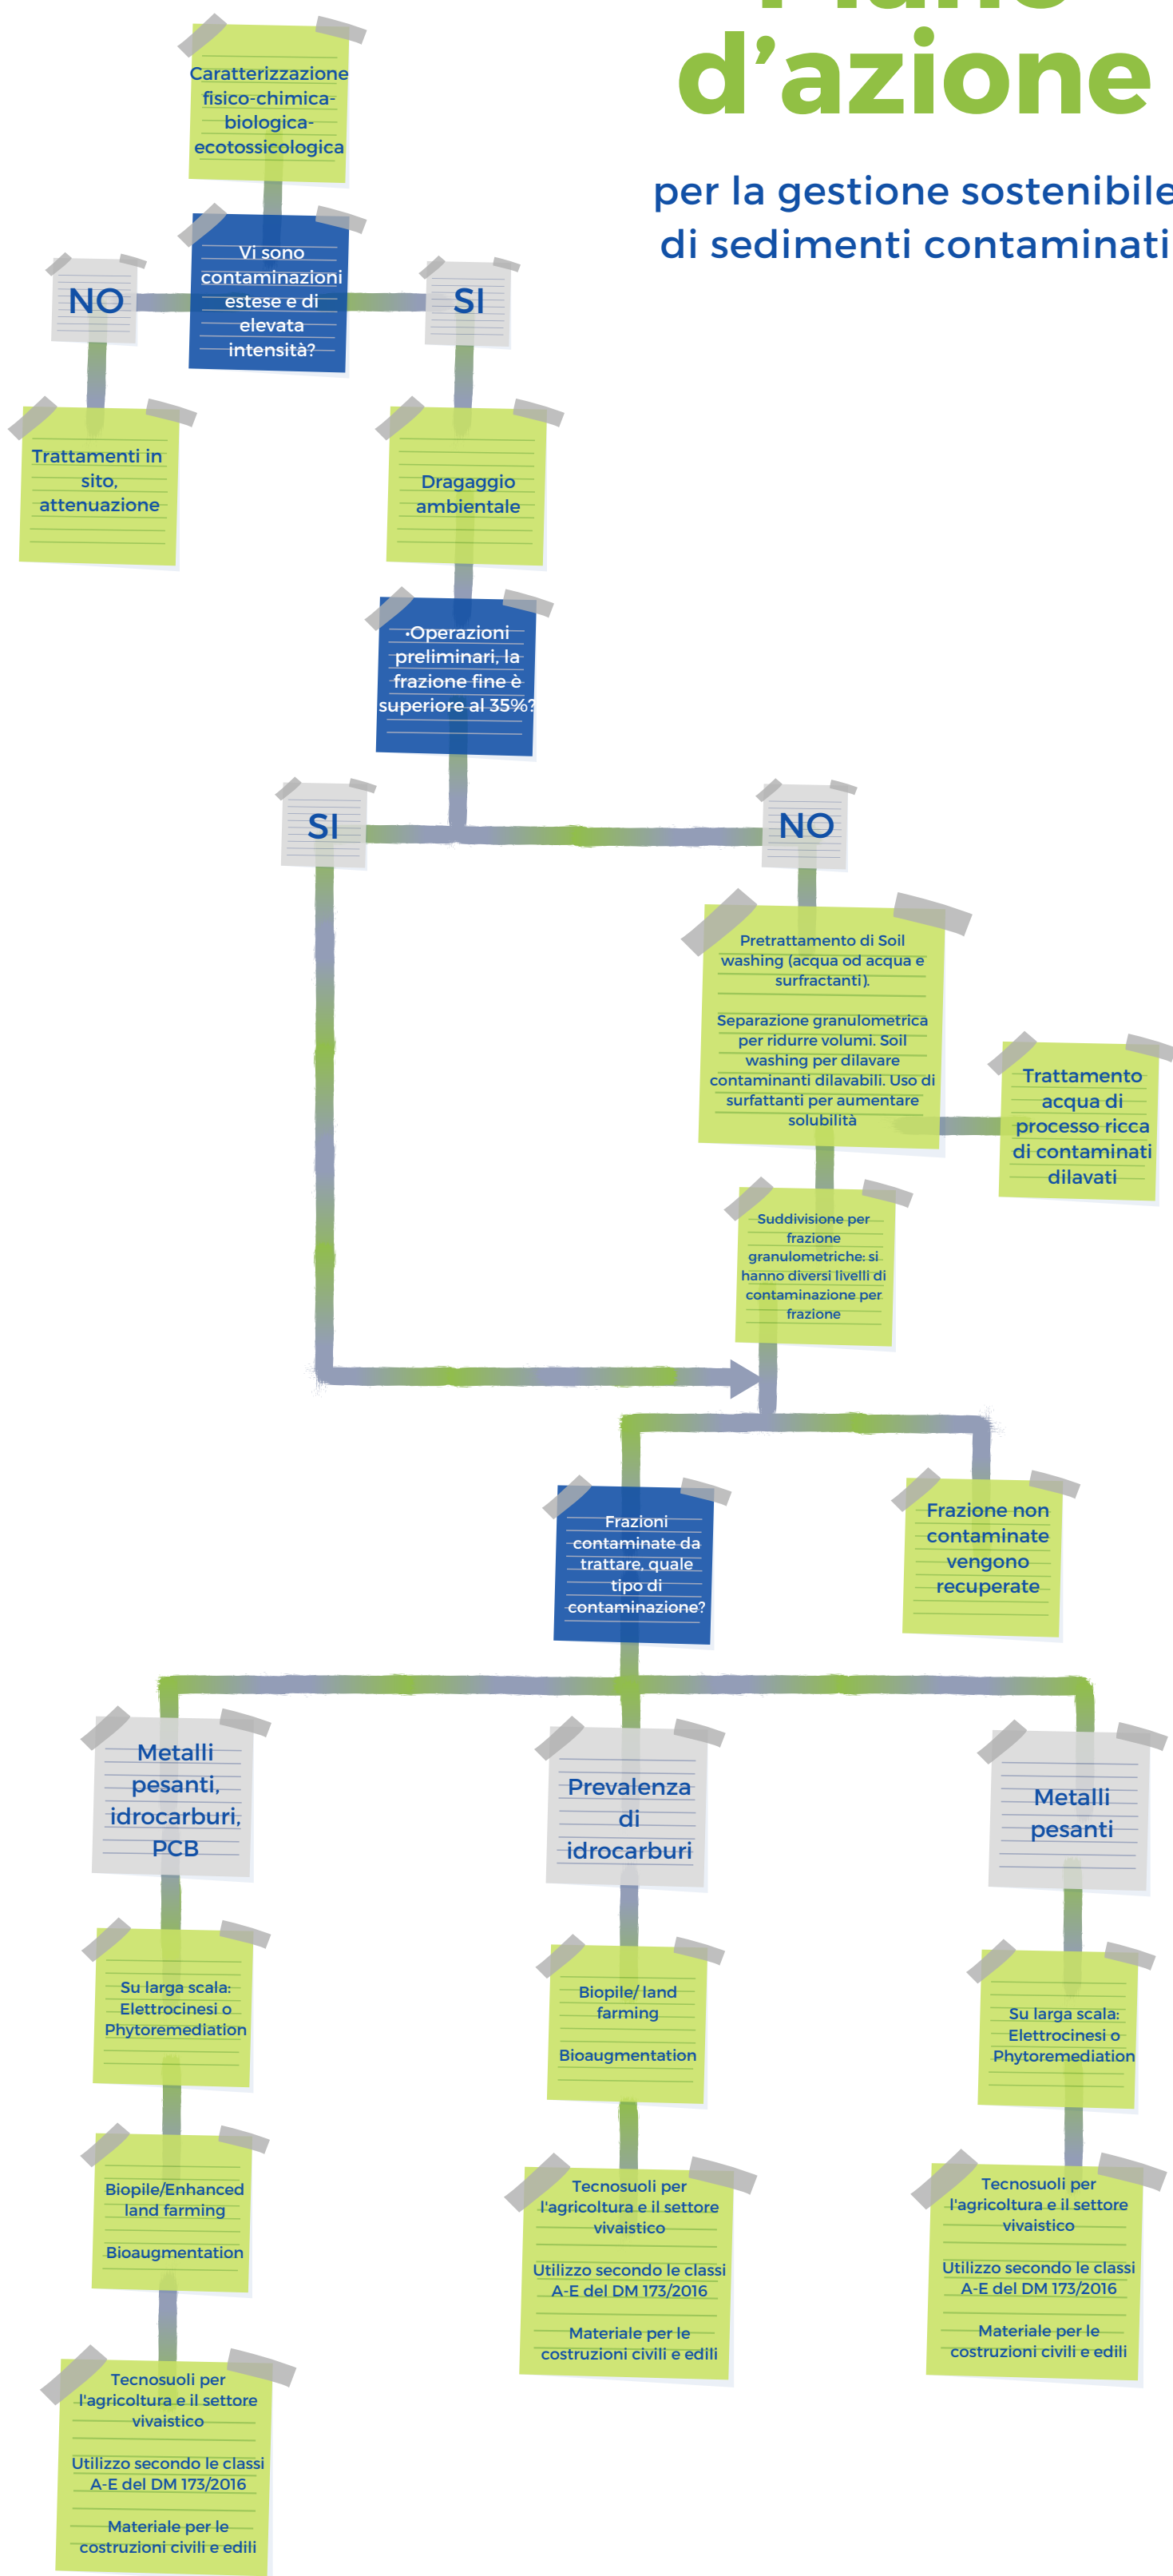 d'azione
per la gestione sostenibile
di sedimenti contaminati
Caratterizzazione
fisico-chimica-
biologica-
ecotossicologica
Vi sono
contaminazioni
estese e di
elevata
intensità?
NO
SI
Trattamenti in
sito,
attenuazione
Dragaggio
ambientale
•Operazioni
preliminari, la
frazione fine è
superiore al 35%?
SI
NO
Pretrattamento di Soil
washing (acqua od acqua e
surfractanti).
Separazione granulometrica
per ridurre volumi. Soil
washing per dilavare
contaminanti dilavabili. Uso di
surfattanti per aumentare
solubilità
Trattamento
acqua di
processo ricca
di contaminati
dilavati
Suddivisione per
frazione
granulometriche: si
hanno diversi livelli di
contaminazione per
frazione
Frazioni
contaminate da
trattare, quale
tipo di
contaminazione?
Frazione non
contaminate
vengono
recuperate
Metalli
pesanti,
idrocarburi,
PCB
Prevalenza
di
idrocarburi
Metalli
pesanti
Su larga scala:
Elettrocinesi o
Phytoremediation
Biopile/ land
farming
Bioaugmentation
Su larga scala:
Elettrocinesi o
Phytoremediation
Biopile/Enhanced
land farming
Bioaugmentation
Tecnosuoli per
l'agricoltura e il settore
vivaistico
Utilizzo secondo le classi
A-E del DM 173/2016
Materiale per le
costruzioni civili e edili
Tecnosuoli per
l'agricoltura e il settore
vivaistico
Utilizzo secondo le classi
A-E del DM 173/2016
Materiale per le
costruzioni civili e edili
Tecnosuoli per
l'agricoltura e il settore
vivaistico
Utilizzo secondo le classi
A-E del DM 173/2016
Materiale per le
costruzioni civili e edili